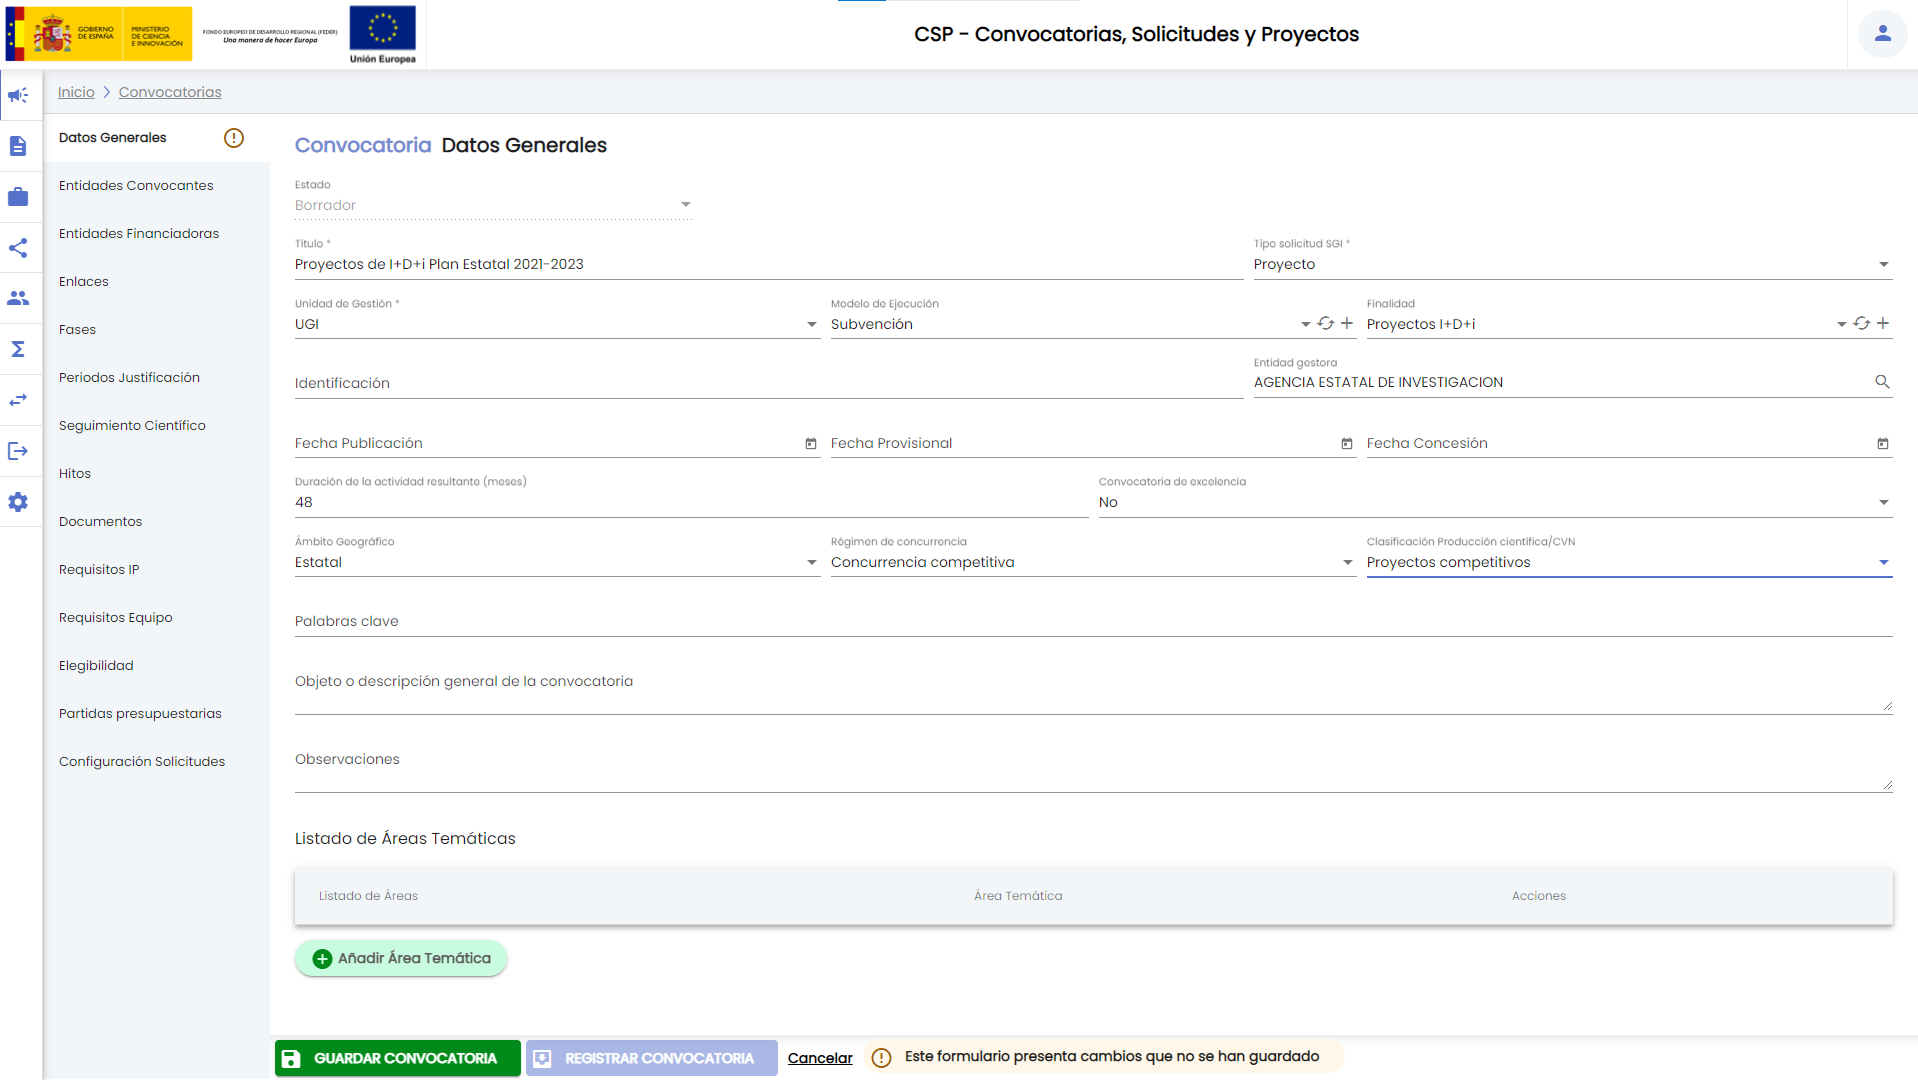 GOBIERNO
DE ESPAÑA
MINISTERIO
DE CIENCIA
E INNOVACIÓN
FONDO EUROPEO DE DESARROLLO REGIONAL (FEDER)
Una manera de hacer Europa
Unión Europea
CSP - Convocatorias, Solicitudes y Proyectos
Inicio > Convocatorias
Datos Generales
Entidades Convocantes
Entidades Financiadoras
Enlaces
Fases
Periodos Justificación
Seguimiento Científico
Hitos
Documentos
Requisitos IP
Requisitos Equipo
Elegibilidad
Partidas presupuestarias
Configuración Solicitudes
Convocatoria Datos Generales
Estado
Borrador
Título *
Proyectos de I+D+i Plan Estatal 2021-2023
Tipo solicitud SGI *
Proyecto
Unidad de Gestión *
UGI
Modelo de Ejecución
Subvención
Finalidad
Proyectos I+D+i
Identificación
Entidad gestora
AGENCIA ESTATAL DE INVESTIGACION
Fecha Publicación
Fecha Provisional
Fecha Concesión
Duración de la actividad resultante (meses)
48
Convocatoria de excelencia
No
Ámbito Geográfico
Estatal
Régimen de concurrencia
Concurrencia competitiva
Clasificación Producción científica/CVN
Proyectos competitivos
Palabras clave
Objeto o descripción general de la convocatoria
Observaciones
Listado de Áreas Temáticas
Listado de Áreas Área Temática Acciones
Añadir Área Temática
GUARDAR CONVOCATORIA
REGISTRAR CONVOCATORIA
Cancelar
Este formulario presenta cambios que no se han guardado